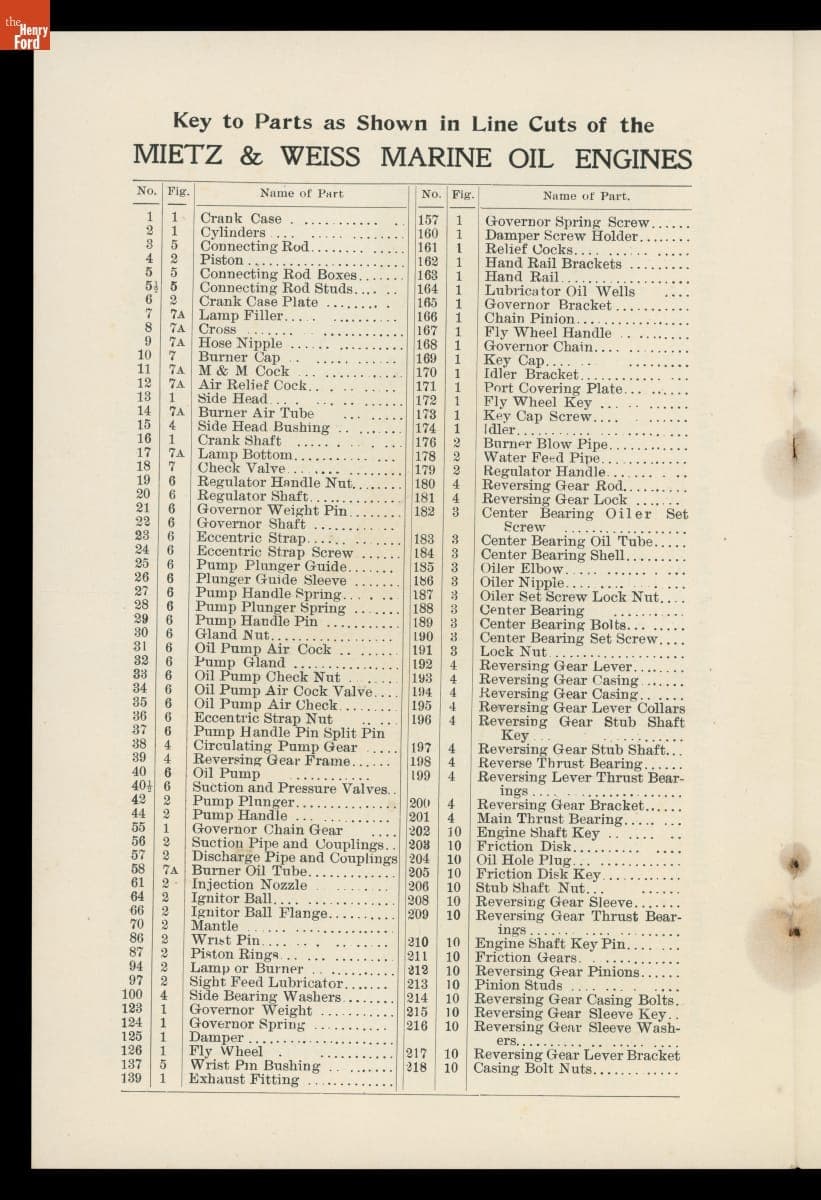 the
Henry
Ford
Key to Parts as Shown in Line Cuts of the
MIETZ & WEISS MARINE OIL ENGINES
No. Fig. Name of Part
1 1 Crank Case
2 1 Cylinders
3 5 Connecting Rod
4 2 Piston
5 5 Connecting Rod Boxes
5½ 5 Connecting Rod Studs
6 2 Crank Case Plate
7 7A Lamp Filler
8 7A Cross
9 7A Hose Nipple
10 7 Burner Cap
11 7A M & M Cock
12 7A Air Relief Cock
13 1 Side Head
14 7A Burner Air Tube
15 4 Side Head Bushing
16 1 Crank Shaft
17 7A Lamp Bottom
18 7 Check Valve
19 6 Regulator Handle Nut
20 6 Regulator Shaft
21 6 Governor Weight Pin
22 6 Governor Shaft
23 6 Eccentric Strap
24 6 Eccentric Strap Screw
25 6 Pump Plunger Guide
26 6 Plunger Guide Sleeve
27 6 Pump Handle Spring
28 6 Pump Plunger Spring
29 6 Pump Handle Pin
30 6 Gland Nut
31 6 Oil Pump Air Cock
32 6 Pump Gland
33 6 Oil Pump Check Nut
34 6 Oil Pump Air Cock Valve
35 6 Oil Pump Air Check
36 6 Eccentric Strap Nut
37 6 Pump Handle Pin Split Pin
38 4 Circulating Pump Gear
39 4 Reversing Gear Frame
40 6 Oil Pump
40½ 6 Suction and Pressure Valves
42 2 Pump Plunger
44 2 Pump Handle
55 1 Governor Chain Gear
56 2 Suction Pipe and Couplings
57 2 Discharge Pipe and Couplings
58 7A Burner Oil Tube
61 2 Injection Nozzle
64 2 Ignitor Ball
66 2 Ignitor Ball Flange
70 2 Mantle
86 2 Wrist Pin
87 2 Piston Rings
94 2 Lamp or Burner
97 2 Sight Feed Lubricator
100 4 Side Bearing Washers
123 1 Governor Weight
124 1 Governor Spring
125 1 Damper
126 1 Fly Wheel
137 5 Wrist Pin Bushing
139 1 Exhaust Fitting
No. Fig. Name of Part.
157 1 Governor Spring Screw
160 1 Damper Screw Holder
161 1 Relief Cocks
162 1 Hand Rail Brackets
163 1 Hand Rail
164 1 Lubricator Oil Wells
165 1 Governor Bracket
166 1 Chain Pinion
167 1 Fly Wheel Handle
168 1 Governor Chain
169 1 Key Cap
170 1 Idler Bracket
171 1 Port Covering Plate
172 1 Fly Wheel Key
173 1 Key Cap Screw
174 1 Idler
176 2 Burner Blow Pipe
178 2 Water Feed Pipe
179 2 Regulator Handle
180 4 Reversing Gear Rod
181 4 Reversing Gear Lock
182 3 Center Bearing Oiler Set
Screw
183 3 Center Bearing Oil Tube
184 3 Center Bearing Shell
185 3 Oiler Elbow
186 3 Oiler Nipple
187 3 Oiler Set Screw Lock Nut
188 3 Center Bearing
189 3 Center Bearing Bolts
190 3 Center Bearing Set Screw
191 3 Lock Nut
192 4 Reversing Gear Lever
193 4 Reversing Gear Casing
194 4 Reversing Gear Casing
195 4 Reversing Gear Lever Collars
196 4 Reversing Gear Stub Shaft
Key
197 4 Reversing Gear Stub Shaft
198 4 Reverse Thrust Bearing
199 4 Reversing Lever Thrust Bear-
ings
200 4 Reversing Gear Bracket
201 4 Main Thrust Bearing
202 10 Engine Shaft Key
203 10 Friction Disk
204 10 Oil Hole Plug
205 10 Friction Disk Key
206 10 Stub Shaft Nut
208 10 Reversing Gear Sleeve
209 10 Reversing Gear Thrust Bear-
ings
210 10 Engine Shaft Key Pin
211 10 Friction Gears
212 10 Reversing Gear Pinions
213 10 Pinion Studs
214 10 Reversing Gear Casing Bolts
215 10 Reversing Gear Sleeve Key
216 10 Reversing Gear Sleeve Wash-
ers
217 10 Reversing Gear Lever Bracket
218 10 Casing Bolt Nuts